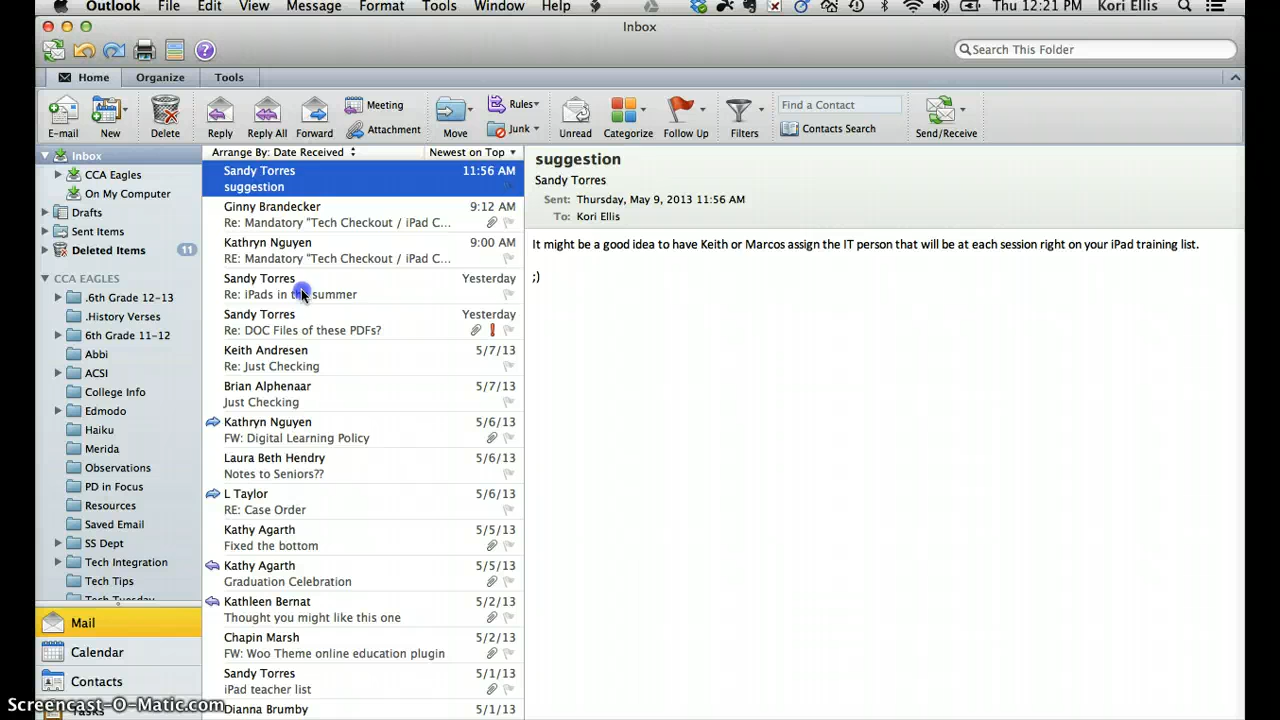 Outlook File Edit View Message Format Tools Window Help Thu 12:21 PM Kori Ellis
Inbox
Search This Folder
Home Organize Tools
E-mail New Delete Reply Reply All Forward Meeting Attachment Move Rules Junk Unread Categorize Follow Up Filters Find a Contact Contacts Search Send/Receive
Inbox
CCA Eagles
On My Computer
Drafts
Sent Items
Deleted Items 11
CCA EAGLES
.6th Grade 12-13
.History Verses
6th Grade 11-12
Abbi
ACSI
College Info
Edmodo
Haiku
Merida
Observations
PD in Focus
Resources
Saved Email
SS Dept
Tech Integration
Tech Tips
Tech Tuesday
Mail
Calendar
Contacts
Tasks
Arrange By: Date Received Newest on Top
Sandy Torres 11:56 AM
suggestion
Ginny Brandecker 9:12 AM
Re: Mandatory "Tech Checkout / iPad C...
Kathryn Nguyen 9:00 AM
RE: Mandatory "Tech Checkout / iPad C...
Sandy Torres Yesterday
Re: iPads in the summer
Sandy Torres Yesterday
Re: DOC Files of these PDFs?
Keith Andresen 5/7/13
Re: Just Checking
Brian Alphenaar 5/7/13
Just Checking
Kathryn Nguyen 5/6/13
FW: Digital Learning Policy
Laura Beth Hendry 5/6/13
Notes to Seniors??
L Taylor 5/6/13
RE: Case Order
Kathy Agarth 5/5/13
Fixed the bottom
Kathy Agarth 5/5/13
Graduation Celebration
Kathleen Bernat 5/2/13
Thought you might like this one
Chapin Marsh 5/2/13
FW: Woo Theme online education plugin
Sandy Torres 5/1/13
iPad teacher list
Dianna Brumby 5/1/13
suggestion
Sandy Torres
Sent: Thursday, May 9, 2013 11:56 AM
To: Kori Ellis
It might be a good idea to have Keith or Marcos assign the IT person that will be at each session right on your iPad training list.
;)
Screencast-O-Matic.com